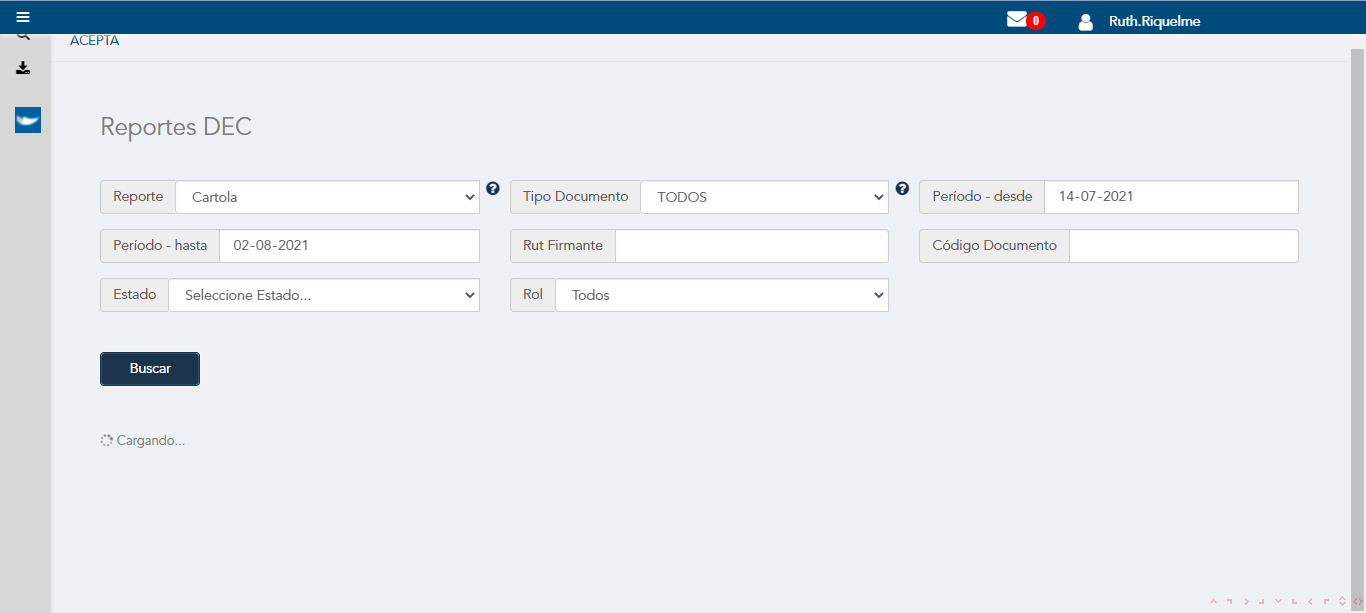 0 Ruth.Riquelme
ACEPTA
Reportes DEC
Reporte Cartola Tipo Documento TODOS Período - desde 14-07-2021
Período - hasta 02-08-2021 Rut Firmante Código Documento
Estado Seleccione Estado... Rol Todos
Buscar
Cargando...